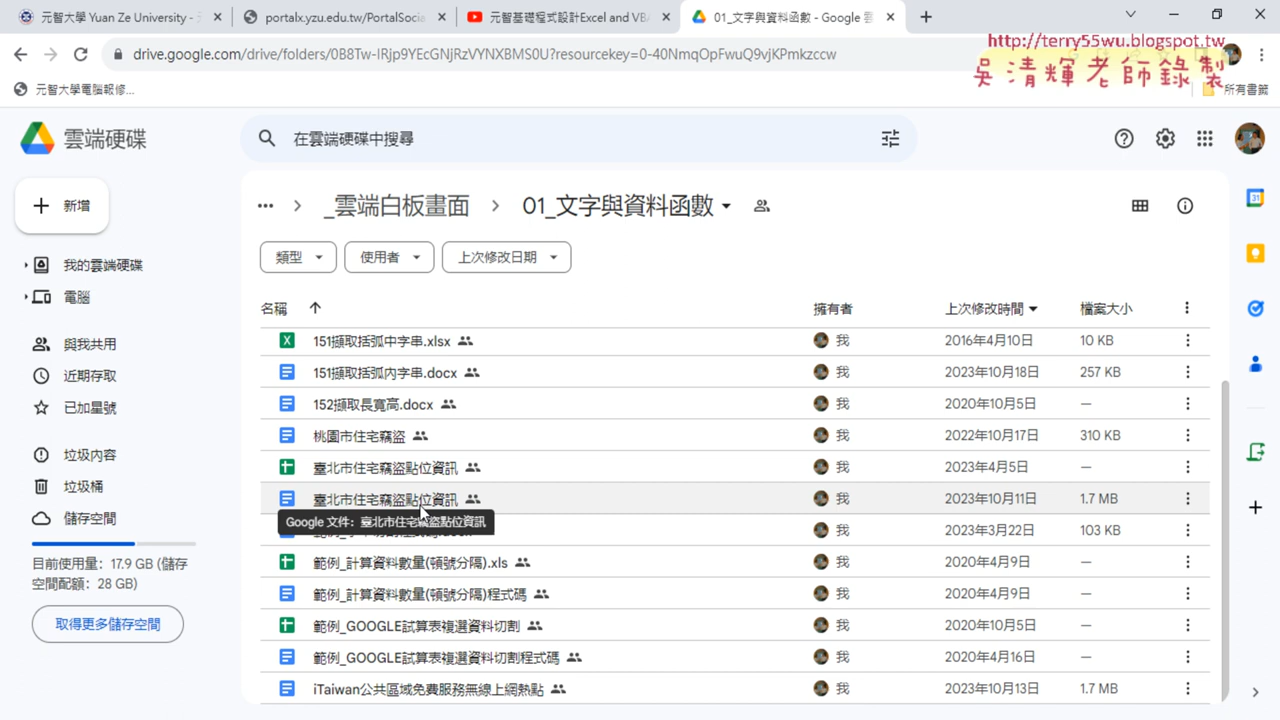 元智大學 Yuan Ze University -
portalx.yzu.edu.tw/PortalSocia
元智基礎程式設計Excel and VBA
01_文字與資料函數 - Google 雲
drive.google.com/drive/folders/0B8Tw-IRjp9YEcGNjRzVYNXBMS0U?resourcekey=0-40NmqOpFwuQ9vjKPmkzccw
http://terry55wu.blogspot.tw
吳清輝老師錄製
元智大學電腦報修...
所有書籤
雲端硬碟
在雲端硬碟中搜尋
新增
... > _雲端白板畫面 > 01_文字與資料函數
類型 使用者 上次修改日期
我的雲端硬碟
電腦
與我共用
近期存取
已加星號
垃圾內容
垃圾桶
儲存空間
目前使用量：17.9 GB (儲存
空間配額：28 GB)
取得更多儲存空間
名稱 擁有者 上次修改時間 檔案大小
151擷取括弧中字串.xlsx 我 2016年4月10日 10 KB
151擷取括弧內字串.docx 我 2023年10月18日 257 KB
152擷取長寬高.docx 我 2020年10月5日 —
桃園市住宅竊盜 我 2022年10月17日 310 KB
臺北市住宅竊盜點位資訊 我 2023年4月5日 —
臺北市住宅竊盜點位資訊 我 2023年10月11日 1.7 MB
Google 文件：臺北市住宅竊盜點位資訊
我 2023年3月22日 103 KB
範例_計算資料數量(頓號分隔).xls 我 2020年4月9日 —
範例_計算資料數量(頓號分隔)程式碼 我 2020年4月9日 —
範例_GOOGLE試算表複選資料切割 我 2020年10月5日 —
範例_GOOGLE試算表複選資料切割程式碼 我 2020年4月16日 —
iTaiwan公共區域免費服務無線上網熱點 我 2023年10月13日 1.7 MB